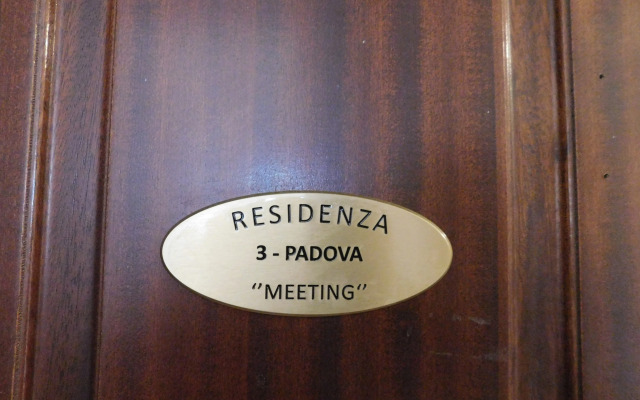 RESIDENZA
3 - PADOVA
‘‘MEETING‘‘